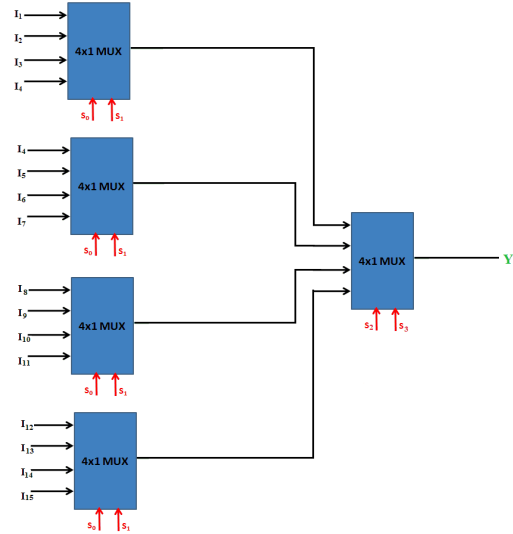 I1
I2
I3
I4
4x1 MUX
S0 S1
I4
I5
I6
I7
4x1 MUX
S0 S1
I8
I9
I10
I11
4x1 MUX
S0 S1
I12
I13
I14
I15
4x1 MUX
S0 S1
4x1 MUX
S2 S3
Y